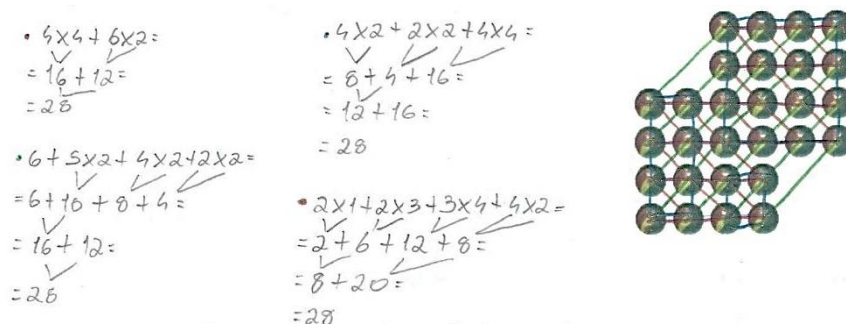 • 4x4 + 6x2 =
= 16 + 12 =
= 28
• 4x2 + 2x2 + 4x4 =
= 8 + 4 + 16 =
= 12 + 16 =
= 28
• 6 + 5x2 + 4x2 + 2x2 =
= 6 + 10 + 8 + 4 =
= 16 + 12 =
= 28
• 2x1 + 2x3 + 3x4 + 4x2 =
= 2 + 6 + 12 + 8 =
= 8 + 20 =
= 28